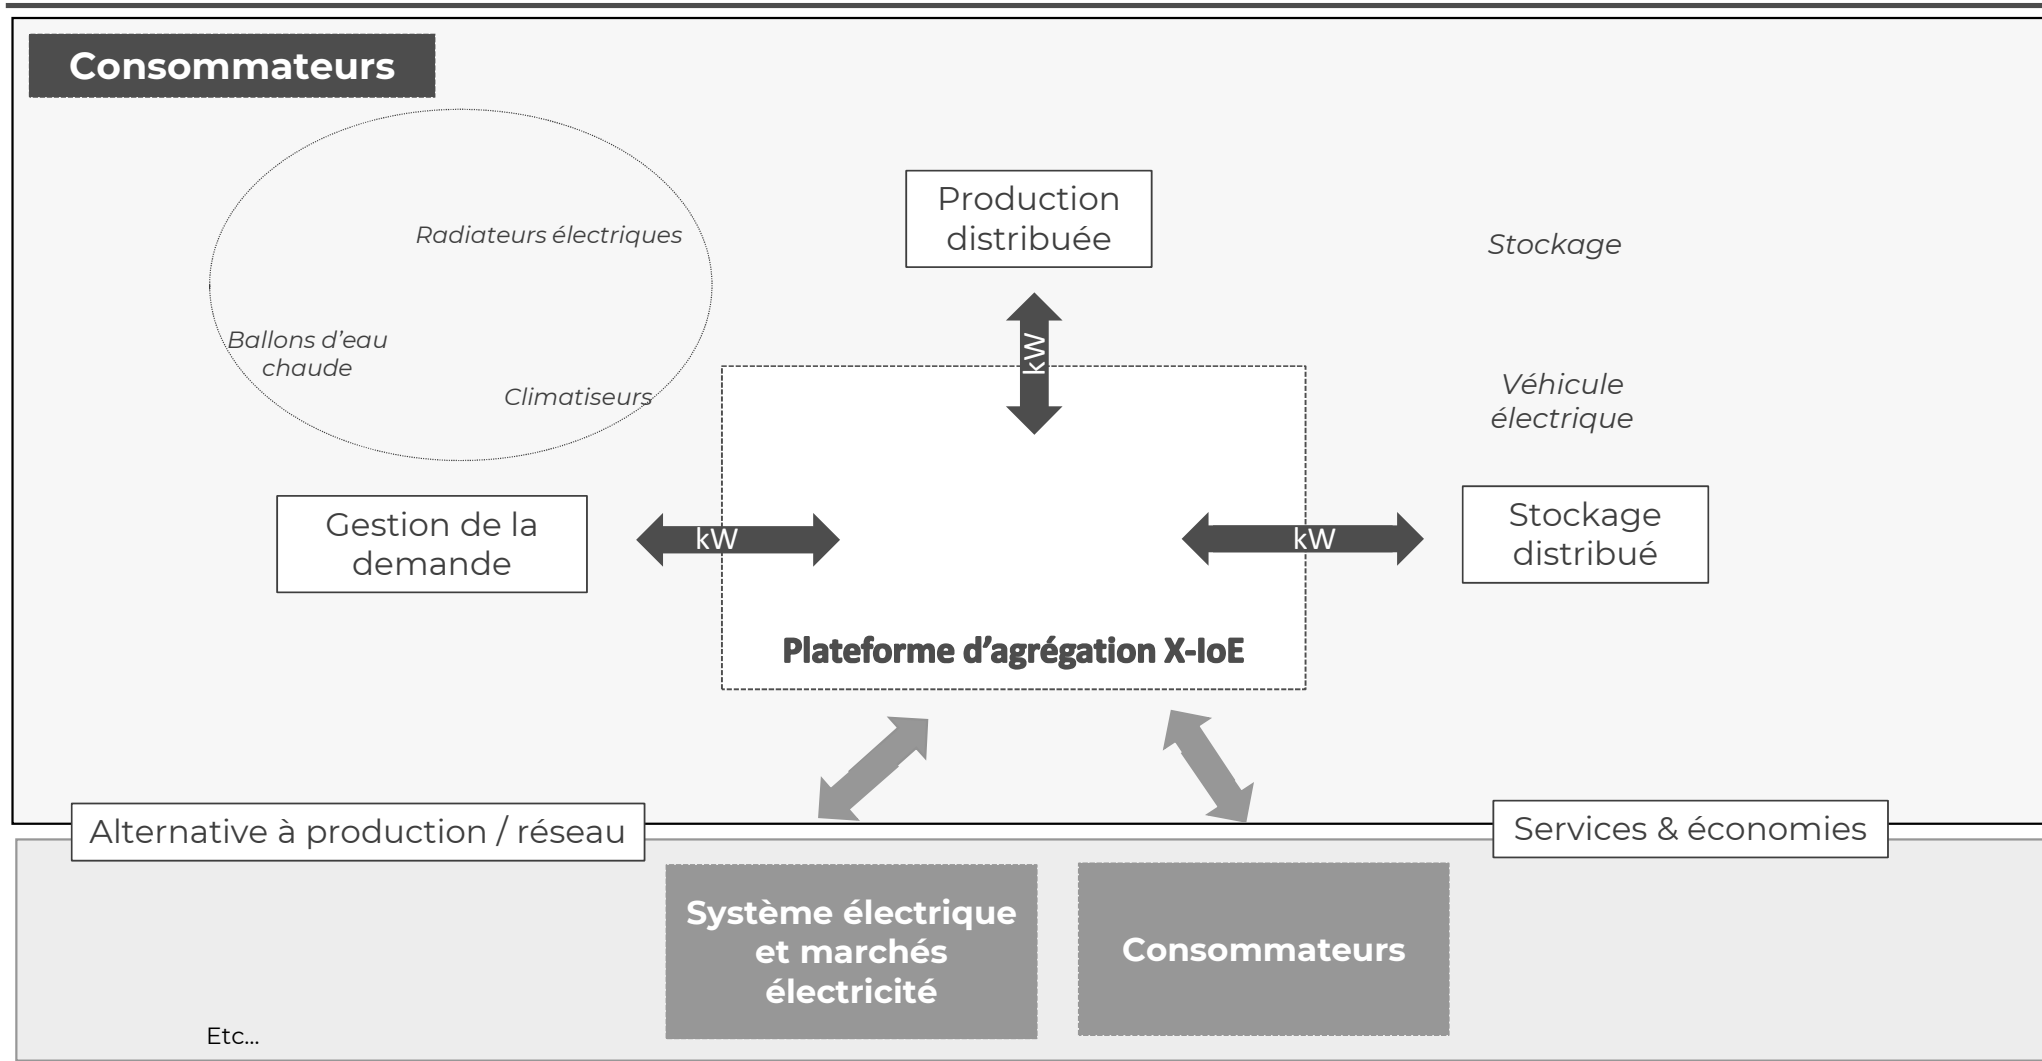 Consommateurs
Radiateurs électriques
Ballons d’eau
chaude
Climatiseurs
Production
distribuée
Stockage
Véhicule
électrique
kW
Gestion de la
demande
kW
kW
Stockage
distribué
Plateforme d’agrégation X-IoE
Alternative à production / réseau
Services & économies
Système électrique
et marchés
électricité
Consommateurs
Etc...